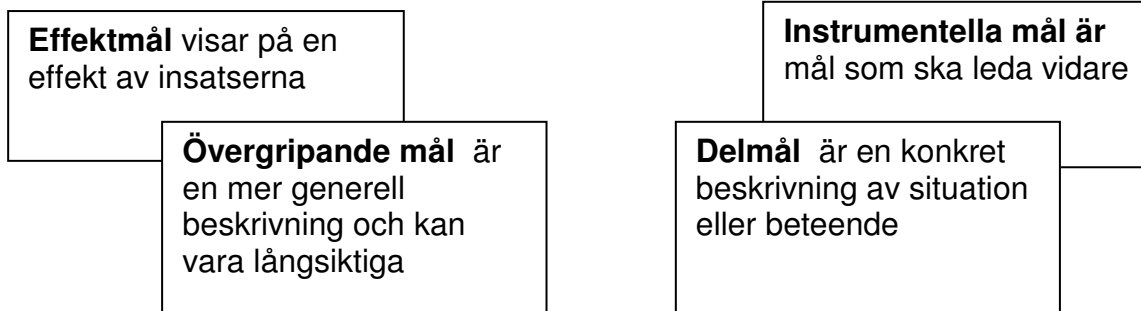 Effektmål visar på en
effekt av insatserna
Övergripande mål är
en mer generell
beskrivning och kan
vara långsiktiga
Instrumentella mål är
mål som ska leda vidare
Delmål är en konkret
beskrivning av situation
eller beteende